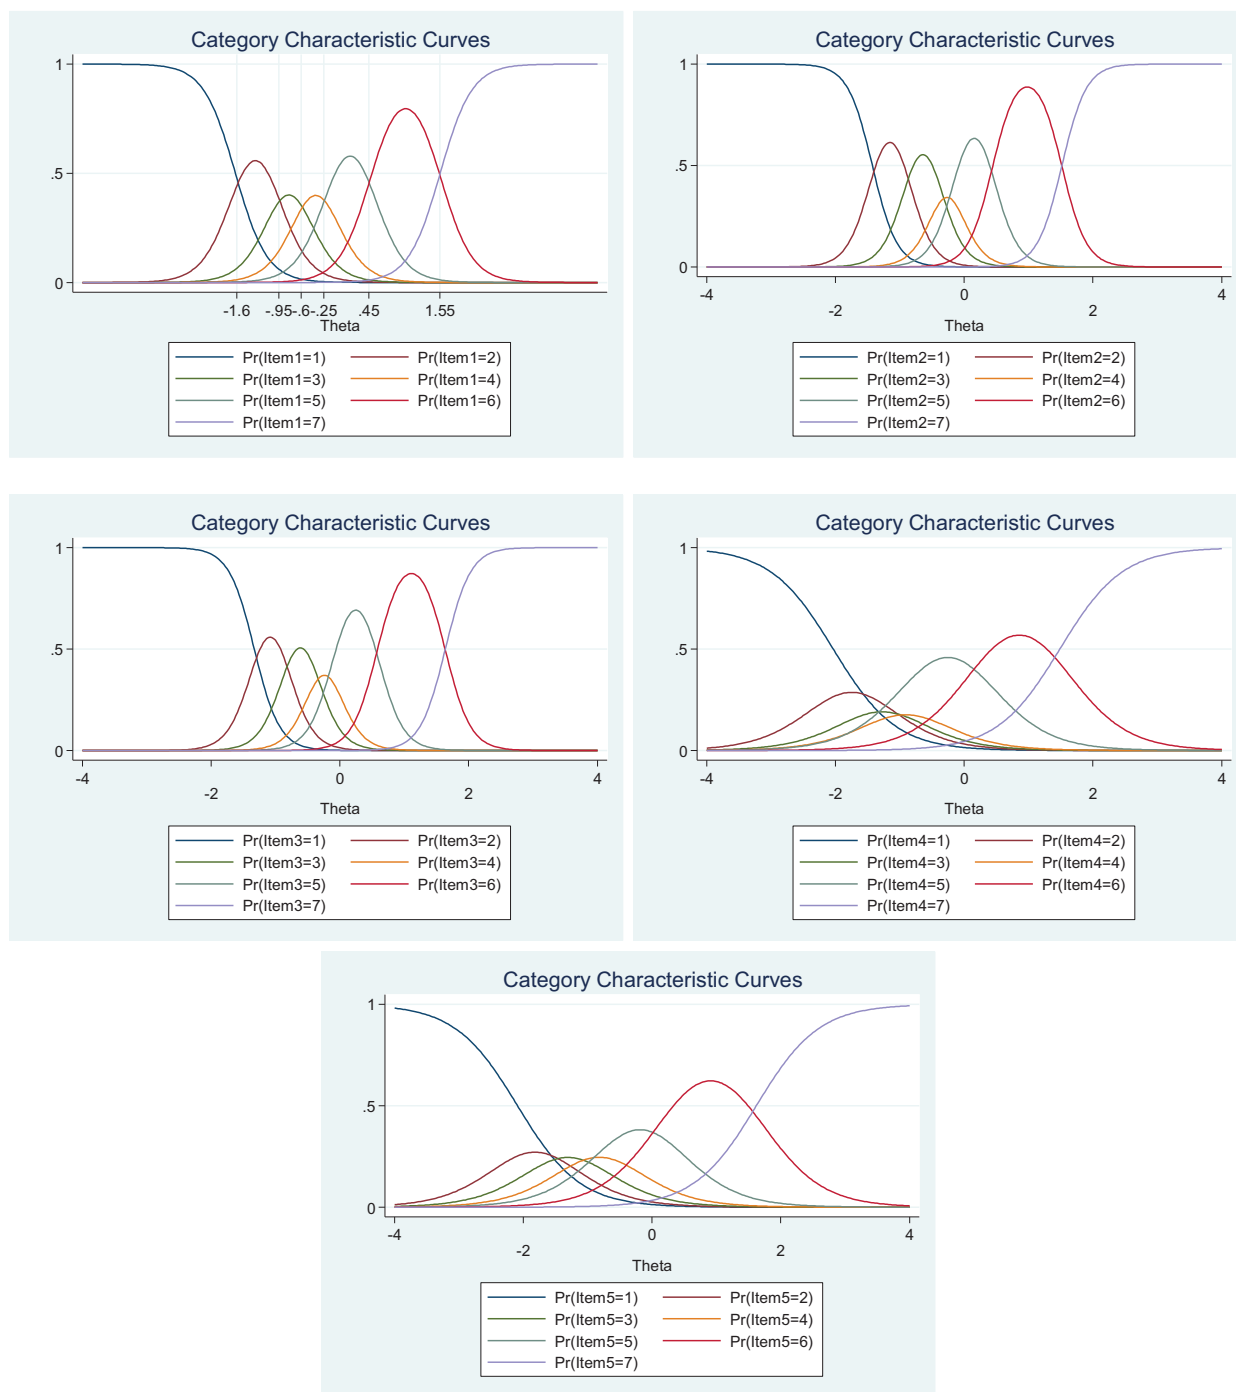 Category Characteristic Curves
1
.5
0
-1.6 -.95 -.6 -.25 .45 1.55
Theta
Pr(Item1=1) Pr(Item1=2)
Pr(Item1=3) Pr(Item1=4)
Pr(Item1=5) Pr(Item1=6)
Pr(Item1=7)
Category Characteristic Curves
1
.5
0
-4 0 4
-2 2
Theta
Pr(Item2=1) Pr(Item2=2)
Pr(Item2=3) Pr(Item2=4)
Pr(Item2=5) Pr(Item2=6)
Pr(Item2=7)
Category Characteristic Curves
1
.5
0
-4 0 4
-2 2
Theta
Pr(Item3=1) Pr(Item3=2)
Pr(Item3=3) Pr(Item3=4)
Pr(Item3=5) Pr(Item3=6)
Pr(Item3=7)
Category Characteristic Curves
1
.5
0
-4 0 4
-2 2
Theta
Pr(Item4=1) Pr(Item4=2)
Pr(Item4=3) Pr(Item4=4)
Pr(Item4=5) Pr(Item4=6)
Pr(Item4=7)
Category Characteristic Curves
1
.5
0
-4 0 4
-2 2
Theta
Pr(Item5=1) Pr(Item5=2)
Pr(Item5=3) Pr(Item5=4)
Pr(Item5=5) Pr(Item5=6)
Pr(Item5=7)